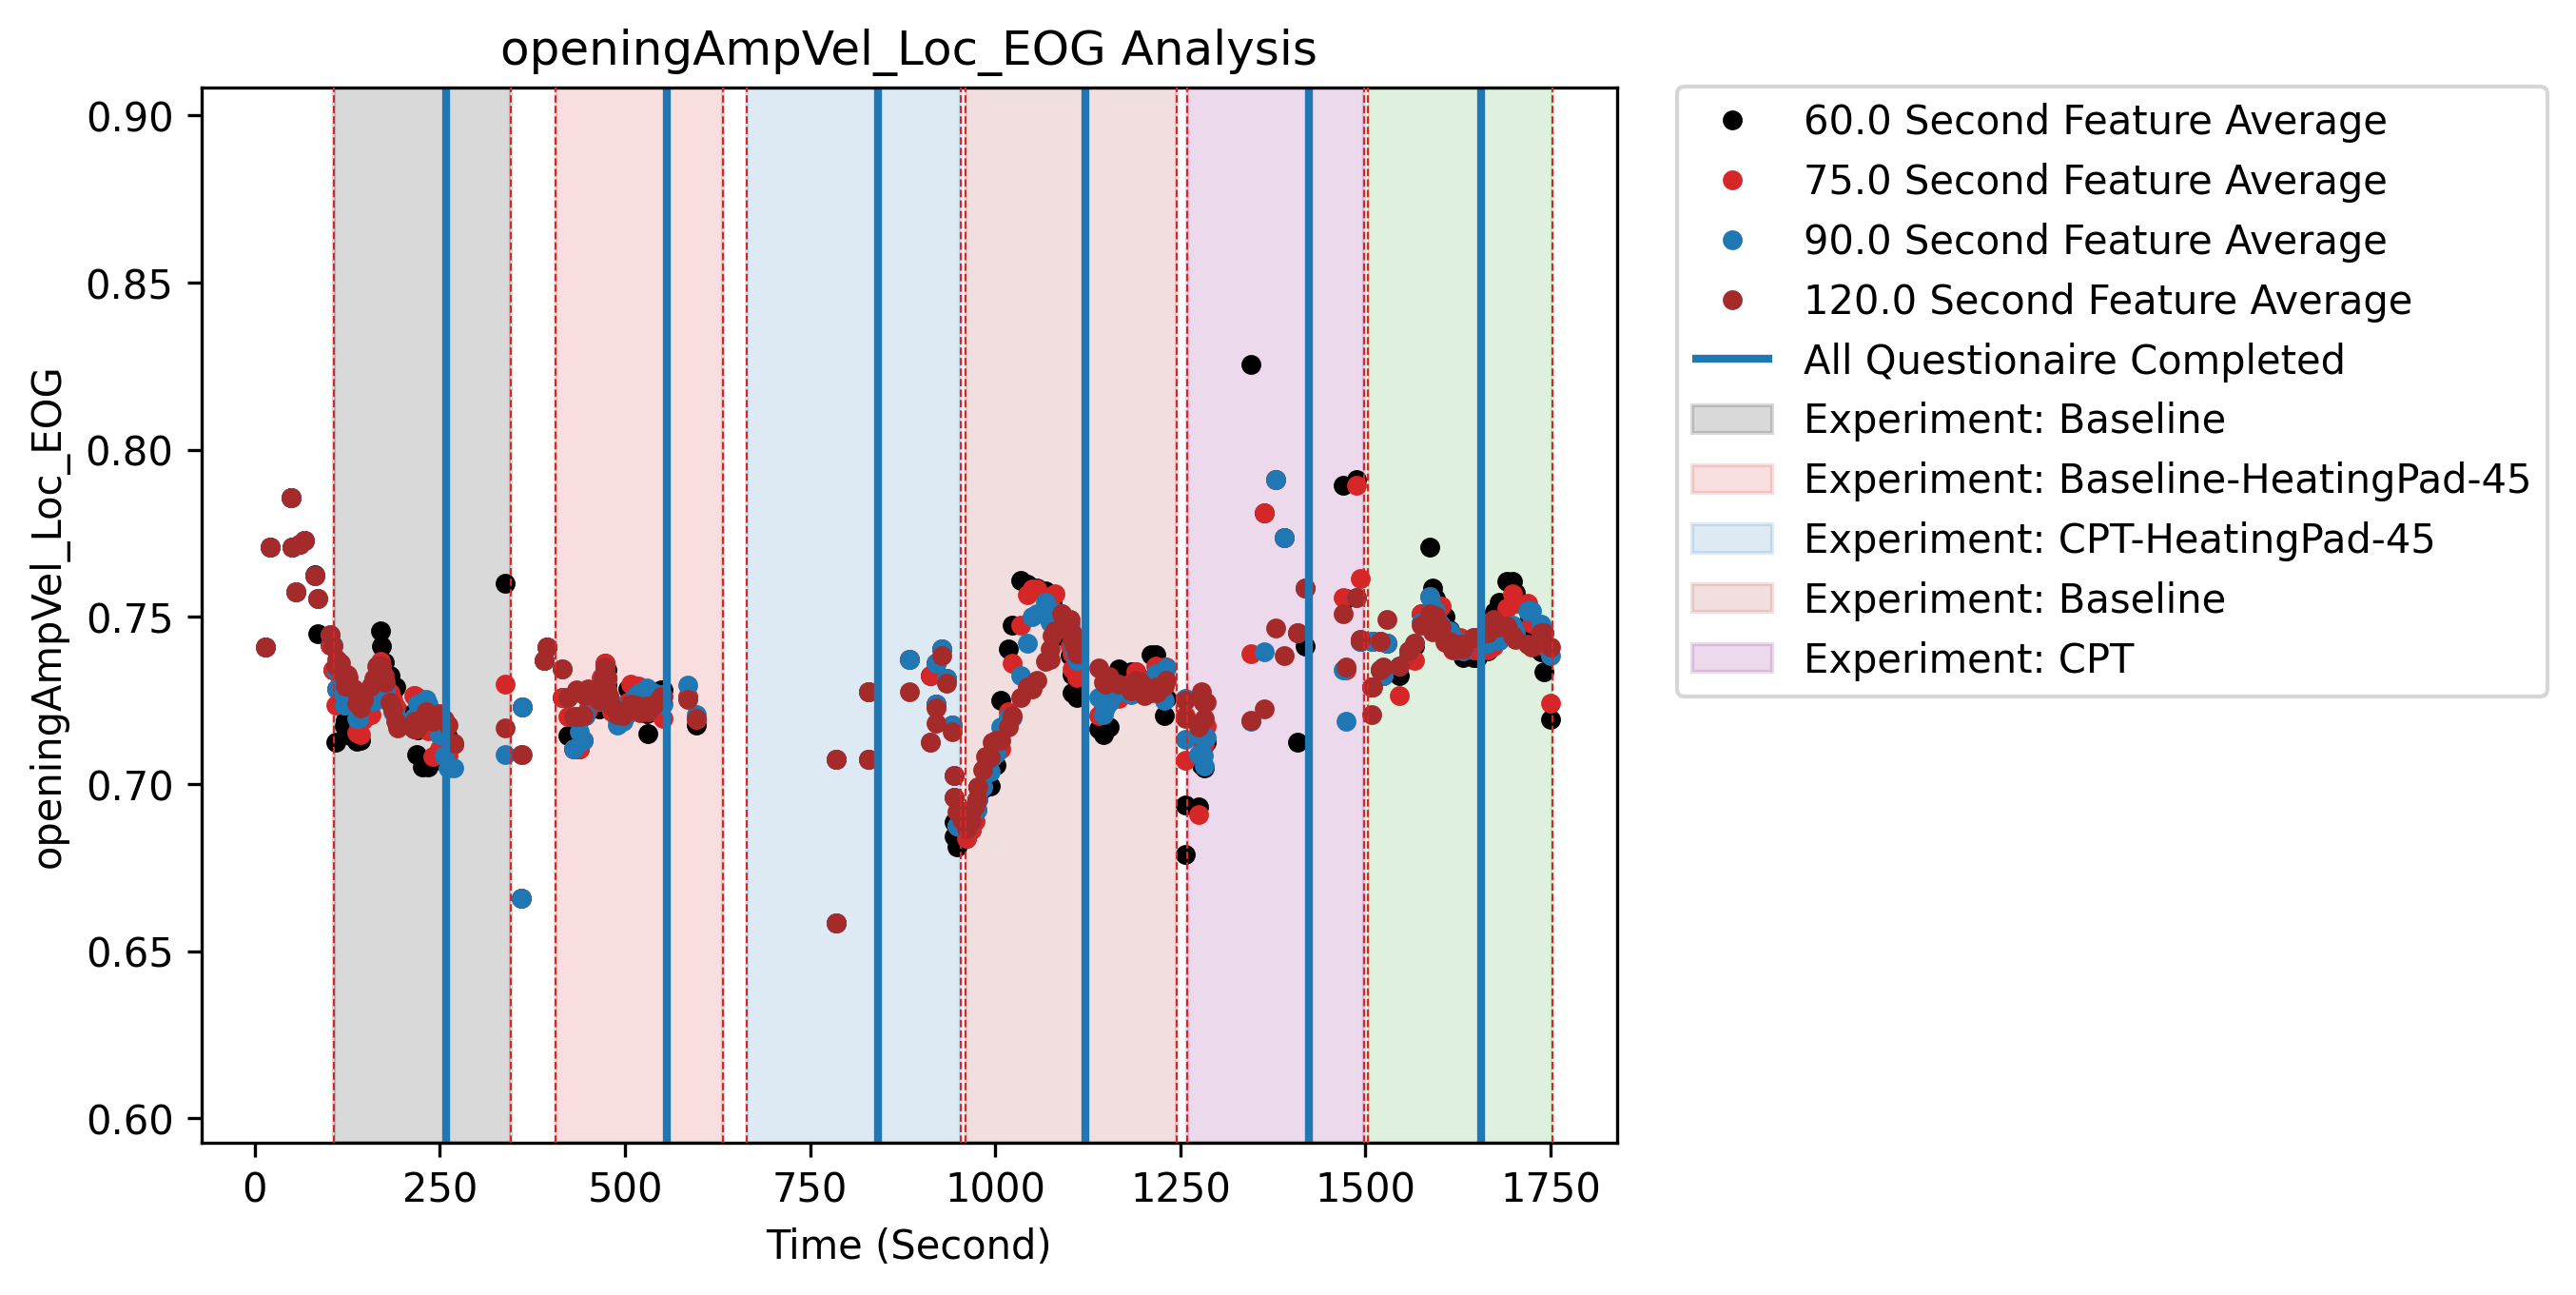 openingAmpVel_Loc_EOG Analysis
openingAmpVel_Loc_EOG
0.90
0.85
0.80
0.75
0.70
0.65
0.60
0 250 500 750 1000 1250 1500 1750
Time (Second)
60.0 Second Feature Average
75.0 Second Feature Average
90.0 Second Feature Average
120.0 Second Feature Average
All Questionaire Completed
Experiment: Baseline
Experiment: Baseline-HeatingPad-45
Experiment: CPT-HeatingPad-45
Experiment: Baseline
Experiment: CPT